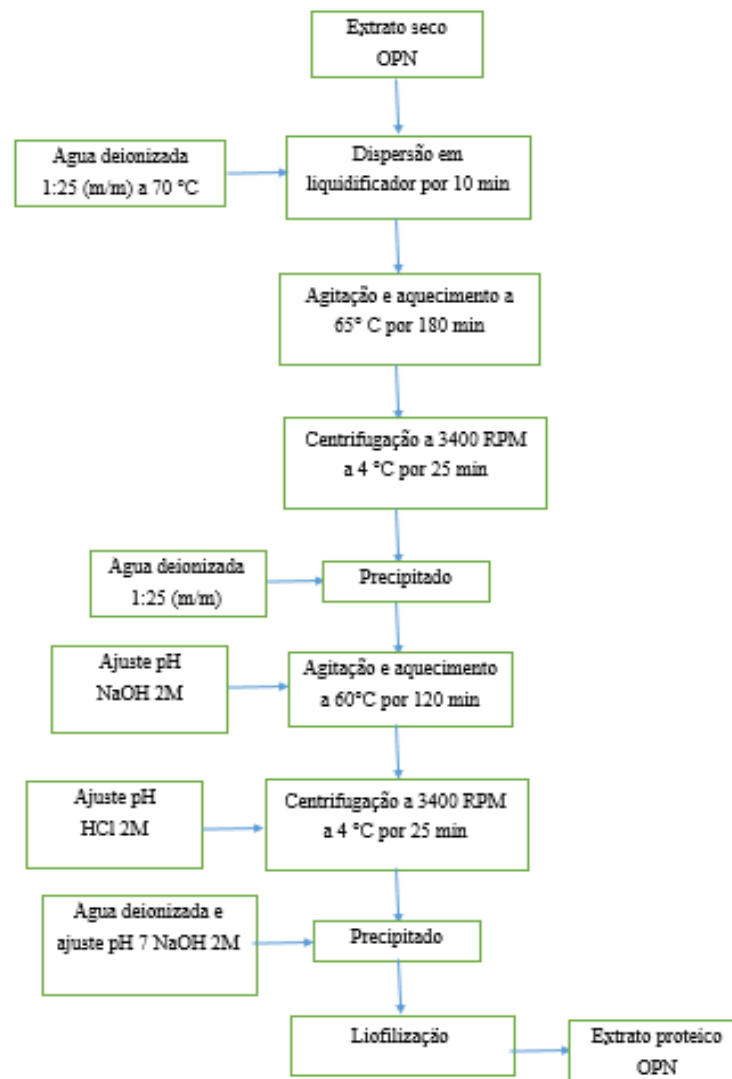 Extrato seco
OPN
Agua deionizada
1:25 (m/m) a 70 °C
Dispersão em
liquidificador por 10 min
Agitação e aquecimento a
65° C por 180 min
Centrifugação a 3400 RPM
a 4 °C por 25 min
Agua deionizada
1:25 (m/m)
Precipitado
Ajuste pH
NaOH 2M
Agitação e aquecimento
a 60°C por 120 min
Ajuste pH
HCl 2M
Centrifugação a 3400 RPM
a 4 °C por 25 min
Agua deionizada e
ajuste pH 7 NaOH 2M
Precipitado
Liofilização
Extrato proteico
OPN